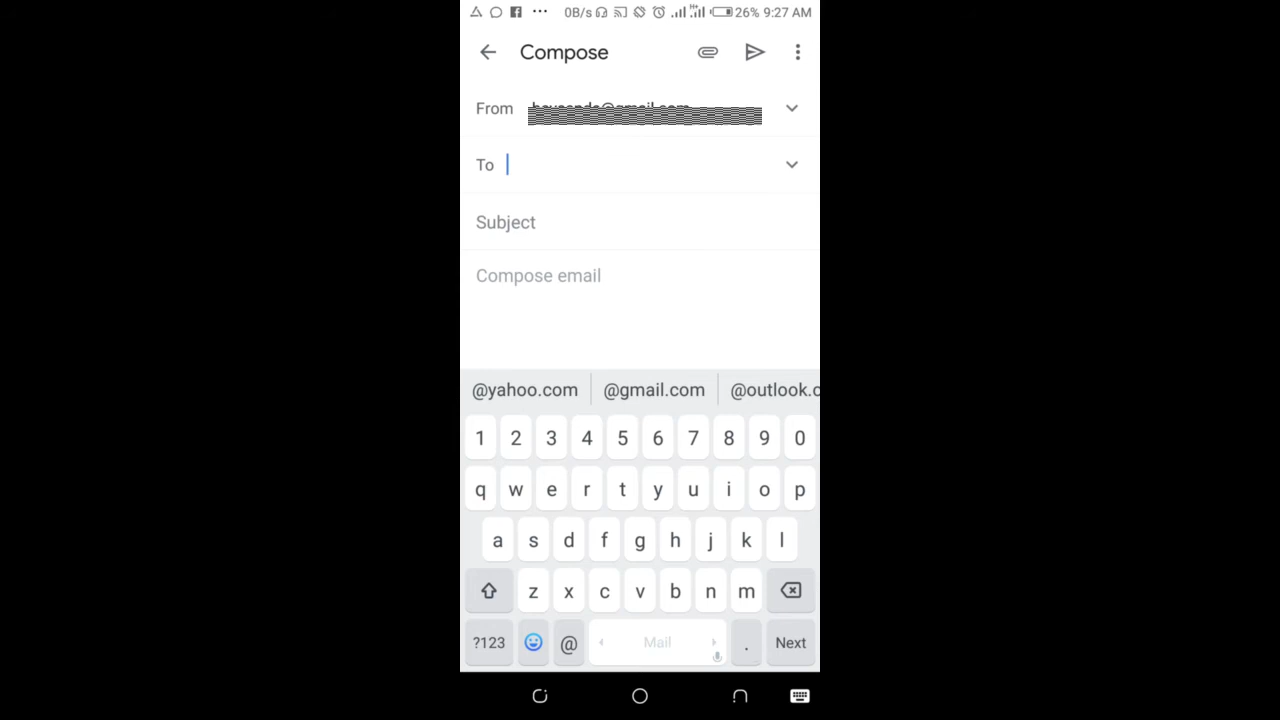 0B/s 26% 9:27 AM
Compose
From
To
Subject
Compose email
@yahoo.com @gmail.com @outlook.c
1 2 3 4 5 6 7 8 9 0
q w e r t y u i o p
a s d f g h j k l
z x c v b n m
?123 @ Mail . Next